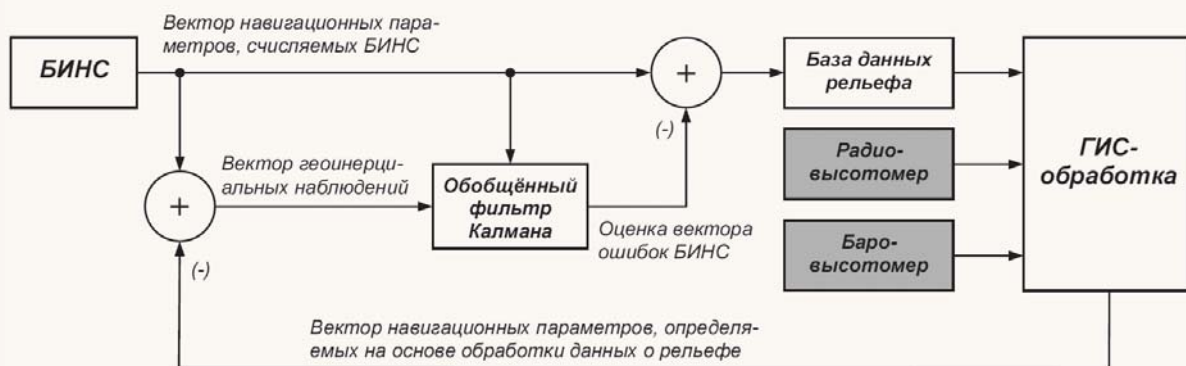 Вектор навигационных пара-
метров, счисляемых БИНС
БИНС
+
База данных
рельефа
(-)
Радио-
высотомер
ГИС-
обработка
Вектор геоинерци-
альных наблюдений
+
Обобщённый
фильтр
Калмана
Оценка вектора
ошибок БИНС
Баро-
высотомер
(-)
Вектор навигационных параметров, определя-
емых на основе обработки данных о рельефе